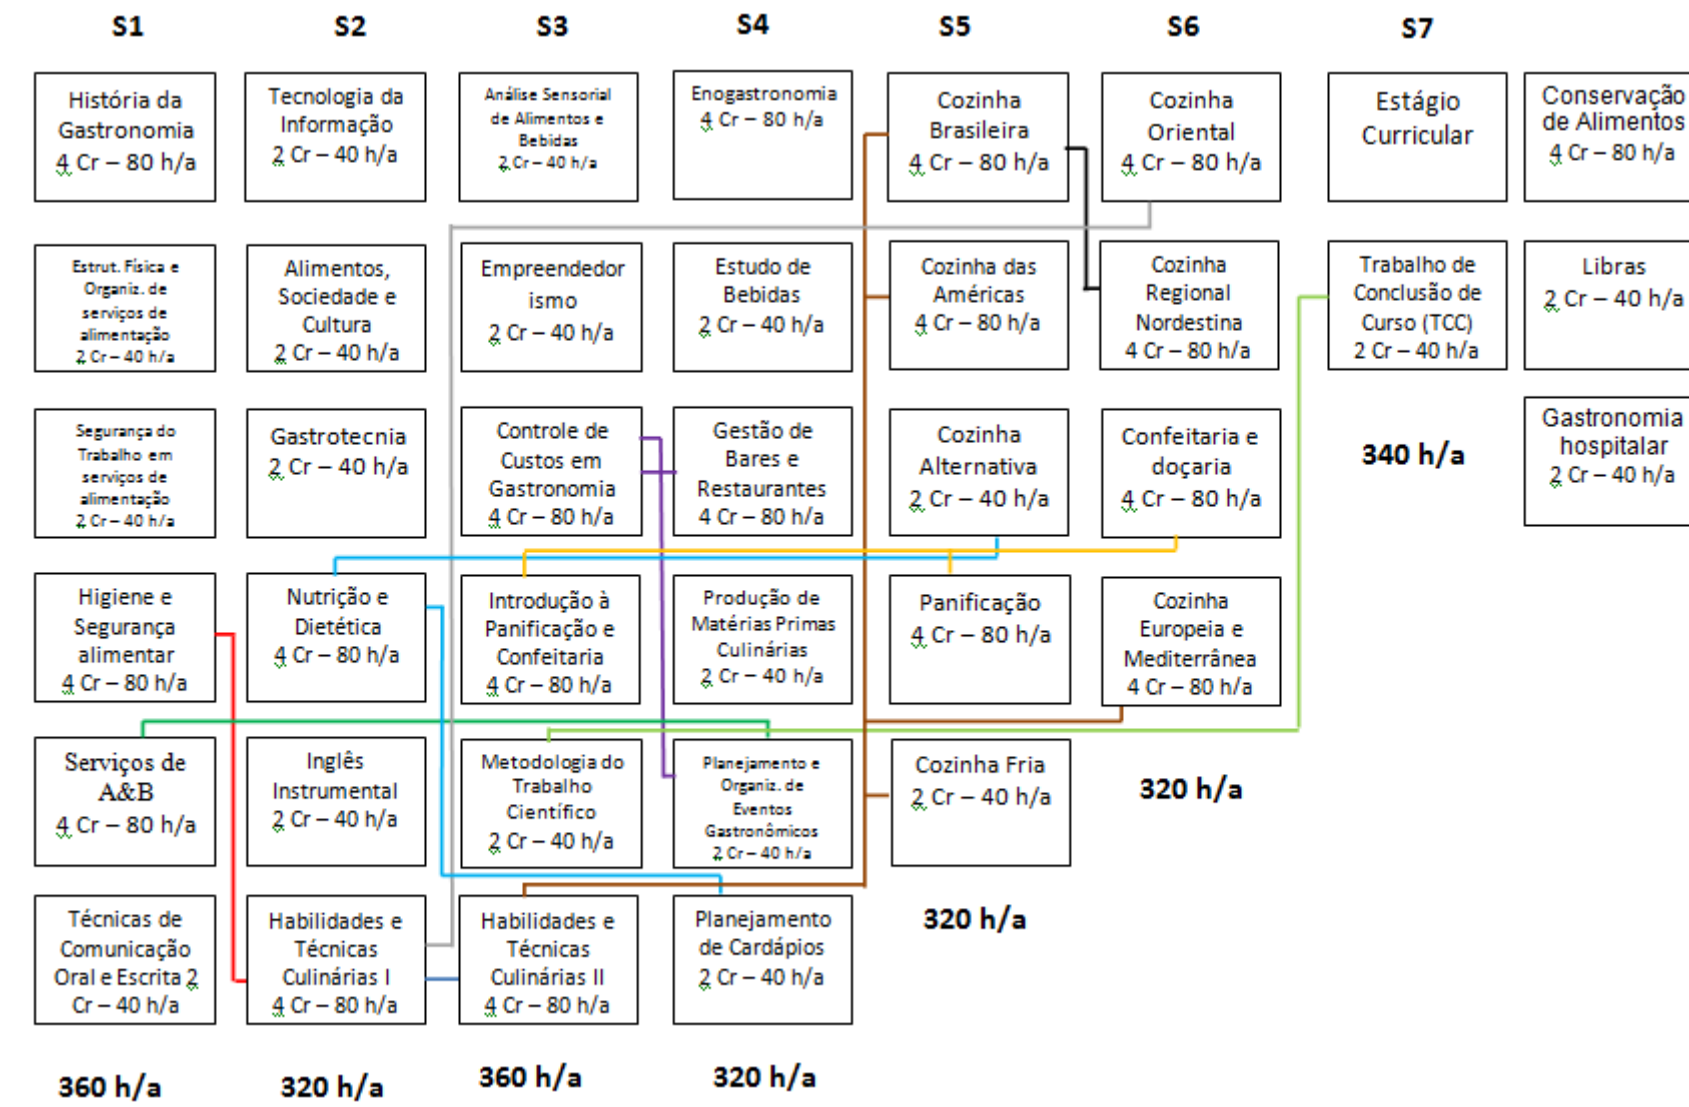 S1
S2
S3
S4
S5
S6
S7
História da
Gastronomia
4 Cr – 80 h/a
Tecnologia da
Informação
2 Cr – 40 h/a
Análise Sensorial
de Alimentos e
Bebidas
2 Cr – 40 h/a
Enogastronomia
4 Cr – 80 h/a
Cozinha
Brasileira
4 Cr – 80 h/a
Cozinha
Oriental
4 Cr – 80 h/a
Estágio
Curricular
Conservação
de Alimentos
4 Cr – 80 h/a
Estrut. Física e
Organiz. de
serviços de
alimentação
2 Cr – 40 h/a
Alimentos,
Sociedade e
Cultura
2 Cr – 40 h/a
Empreendedor
ismo
2 Cr – 40 h/a
Estudo de
Bebidas
2 Cr – 40 h/a
Cozinha das
Américas
4 Cr – 80 h/a
Cozinha
Regional
Nordestina
4 Cr – 80 h/a
Trabalho de
Conclusão de
Curso (TCC)
2 Cr – 40 h/a
Libras
2 Cr – 40 h/a
Segurança do
Trabalho em
serviços de
alimentação
2 Cr – 40 h/a
Gastrotecnia
2 Cr – 40 h/a
Controle de
Custos em
Gastronomia
4 Cr – 80 h/a
Gestão de
Bares e
Restaurantes
4 Cr – 80 h/a
Cozinha
Alternativa
2 Cr – 40 h/a
Confeitaria e
doçaria
4 Cr – 80 h/a
340 h/a
Gastronomia
hospitalar
2 Cr – 40 h/a
Higiene e
Segurança
alimentar
4 Cr – 80 h/a
Nutrição e
Dietética
4 Cr – 80 h/a
Introdução à
Panificação e
Confeitaria
4 Cr – 80 h/a
Produção de
Matérias Primas
Culinárias
2 Cr – 40 h/a
Panificação
4 Cr – 80 h/a
Cozinha
Europeia e
Mediterrânea
4 Cr – 80 h/a
Serviços de
A&B
4 Cr – 80 h/a
Inglês
Instrumental
2 Cr – 40 h/a
Metodologia do
Trabalho
Científico
2 Cr – 40 h/a
Planejamento e
Organiz. de
Eventos
Gastronômicos
2 Cr – 40 h/a
Cozinha Fria
2 Cr – 40 h/a
320 h/a
Técnicas de
Comunicação
Oral e Escrita 2
Cr – 40 h/a
Habilidades e
Técnicas
Culinárias I
4 Cr – 80 h/a
Habilidades e
Técnicas
Culinárias II
4 Cr – 80 h/a
Planejamento
de Cardápios
2 Cr – 40 h/a
320 h/a
360 h/a
320 h/a
360 h/a
320 h/a